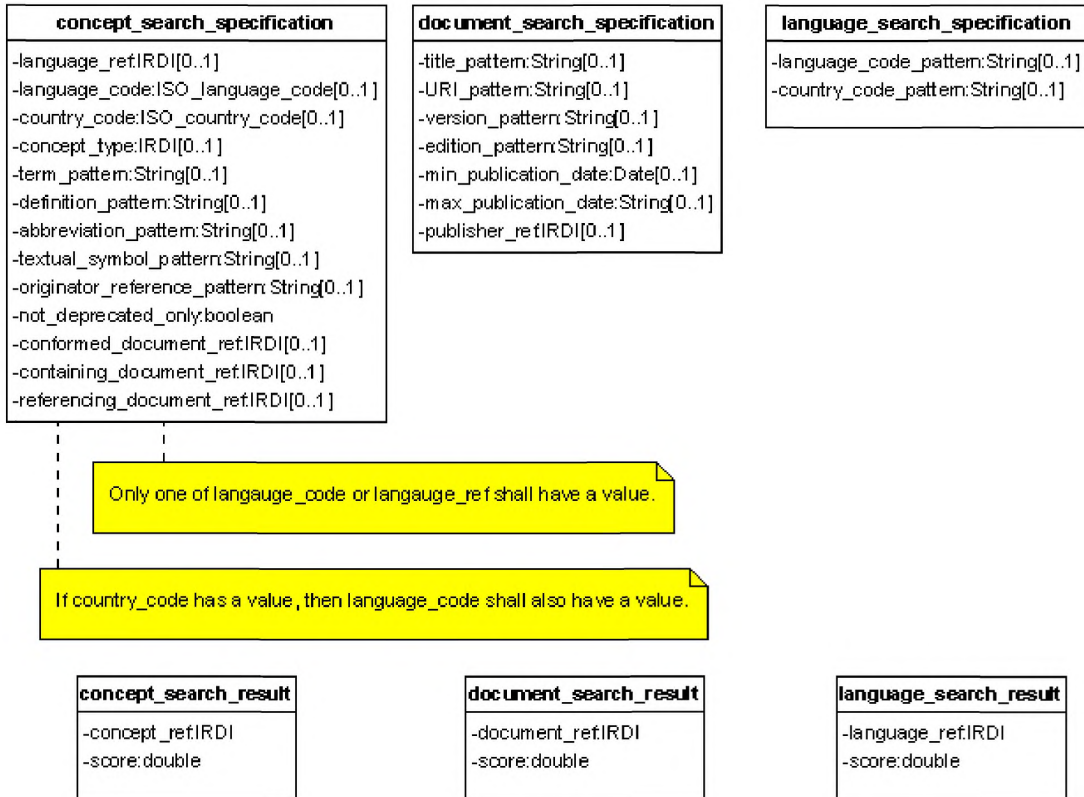 concept_search_specification
-language_ref:IRDI[0..1]
-language_code:ISO_language_code[0..1]
-country_code:ISO_country_code[0..1]
-concept_type:IRDI[0..1]
-term_pattern:String[0..1]
-definition_pattern:String[0..1]
-abbreviation_pattern:String[0..1]
-textual_symbol_pattern:String[0..1]
-originator_reference_pattern:String[0..1]
-not_deprecated_only:boolean
-conformed_document_ref:IRDI[0..1]
-containing_document_ref:IRDI[0..1]
-referencing_document_ref:IRDI[0..1]
document_search_specification
-title_pattern:String[0..1]
-URI_pattern:String[0..1]
-version_pattern:String[0..1]
-edition_pattern:String[0..1]
-min_publication_date:Date[0..1]
-max_publication_date:String[0..1]
-publisher_ref:IRDI[0..1]
language_search_specification
-language_code_pattern:String[0..1]
-country_code_pattern:String[0..1]
Only one of langauge_code or langauge_ref shall have a value.
If country_code has a value, then language_code shall also have a value.
concept_search_result
-concept_ref:IRDI
-score:double
document_search_result
-document_ref:IRDI
-score:double
language_search_result
-language_ref:IRDI
-score:double